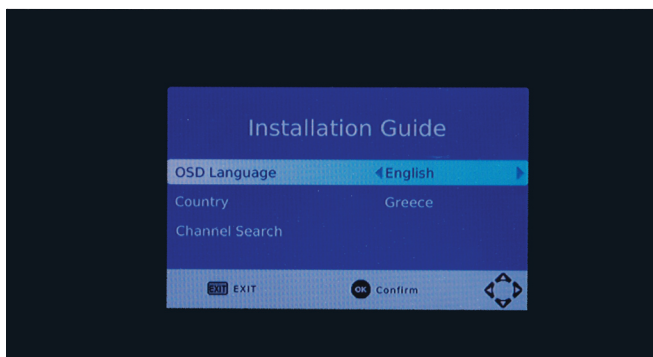 Installation Guide
OSD Language English
Country Greece
Channel Search
EXIT EXIT OK Confirm